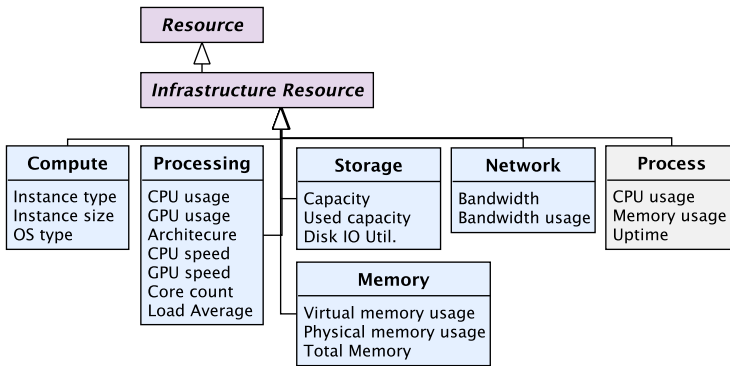 Resource
Infrastructure Resource
Compute
Instance type
Instance size
OS type
Processing
CPU usage
GPU usage
Architecure
CPU speed
GPU speed
Core count
Load Average
Storage
Capacity
Used capacity
Disk IO Util.
Network
Bandwidth
Bandwidth usage
Process
CPU usage
Memory usage
Uptime
Memory
Virtual memory usage
Physical memory usage
Total Memory